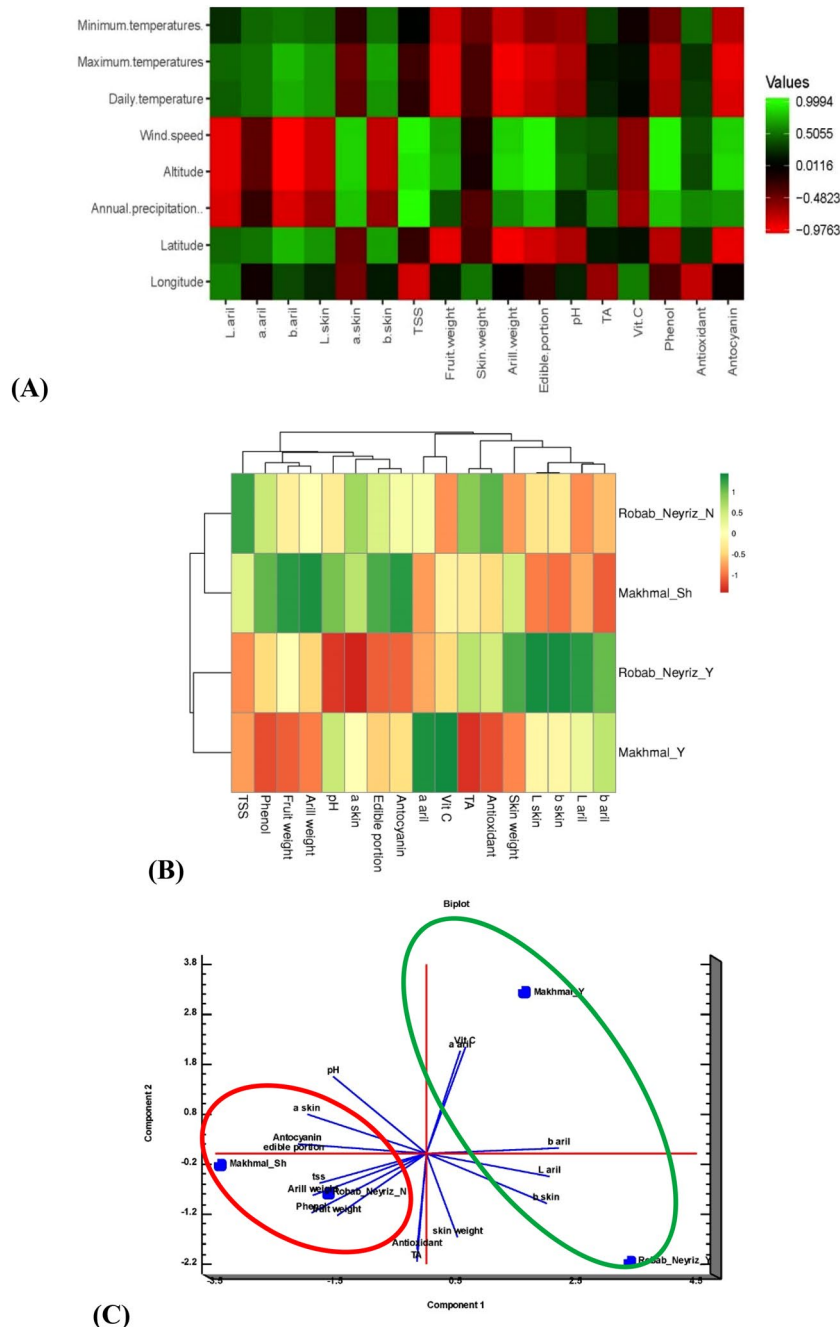 Minimum.temperatures.
Maximum.temperatures
Daily.temperature
Wind.speed
Altitude
Annual.precipitation..
Latitude
Longitude
L.aril
a.aril
b.aril
L.skin
a.skin
b.skin
TSS
Fruit.weight
Skin.weight
Arill.weight
Edible.portion
pH
TA
Vit.C
Phenol
Antioxidant
Antocyanin
Values
0.9994
0.5055
0.0116
−0.4823
−0.9763
(A)
Robab_Neyriz_N
Makhmal_Sh
Robab_Neyriz_Y
Makhmal_Y
1
0.5
0
-0.5
-1
TSS
Phenol
Fruit weight
Arill weight
pH
a skin
Edible portion
Antocyanin
a aril
Vit C
TA
Antioxidant
Skin weight
L skin
b skin
L aril
b aril
(B)
Biplot
3.8
2.8
1.8
0.8
-0.2
-1.2
-2.2
Component 2
Makhmal_Y
Vit.C
a aril
pH
a skin
Antocyanin
edible portion
b aril
Makhmal_Sh
L aril
tss
Arill weight
Robab_Neyriz_N
b skin
Phenol
fruit weight
skin weight
Antioxidant
TA
Robab_Neyriz_Y
-3.5
-1.5
0.5
2.5
4.5
Component 1
(C)